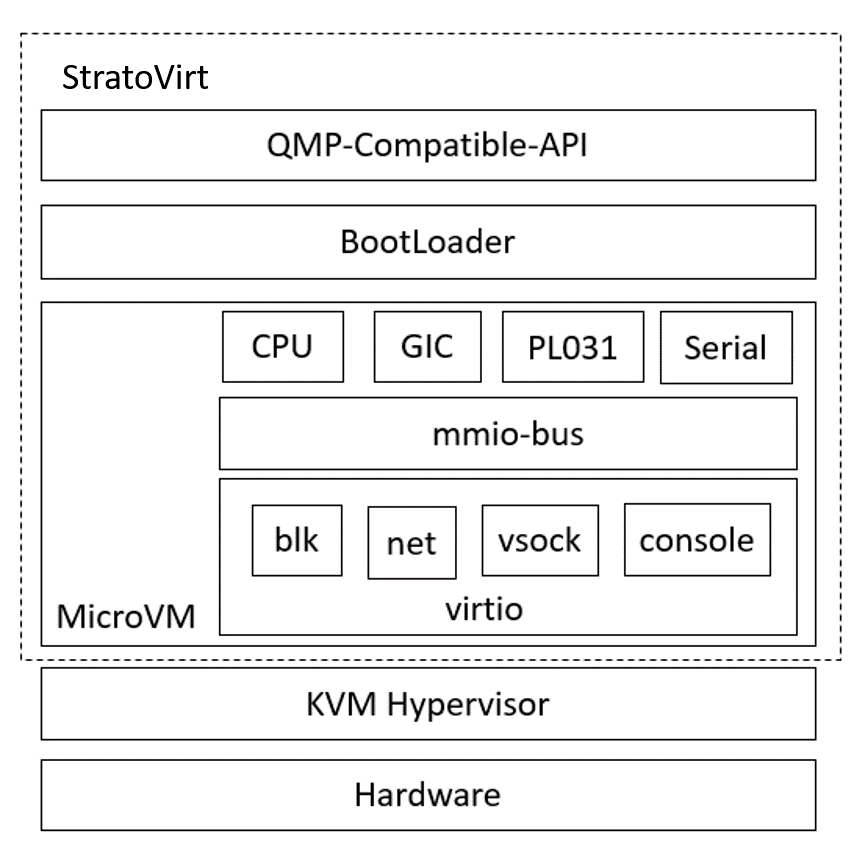 StratoVirt
QMP-Compatible-API
BootLoader
CPU GIC PL031 Serial
mmio-bus
blk net vsock console
virtio
MicroVM
KVM Hypervisor
Hardware